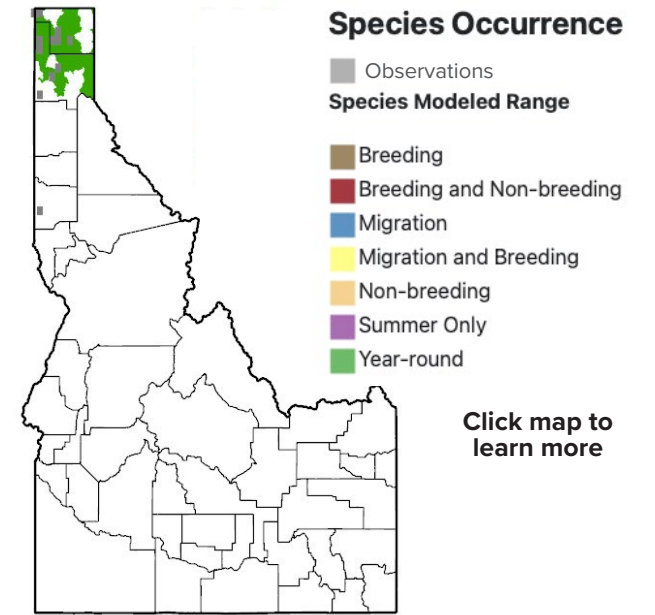 Species Occurrence
Observations
Species Modeled Range
Breeding
Breeding and Non-breeding
Migration
Migration and Breeding
Non-breeding
Summer Only
Year-round
Click map to
learn more